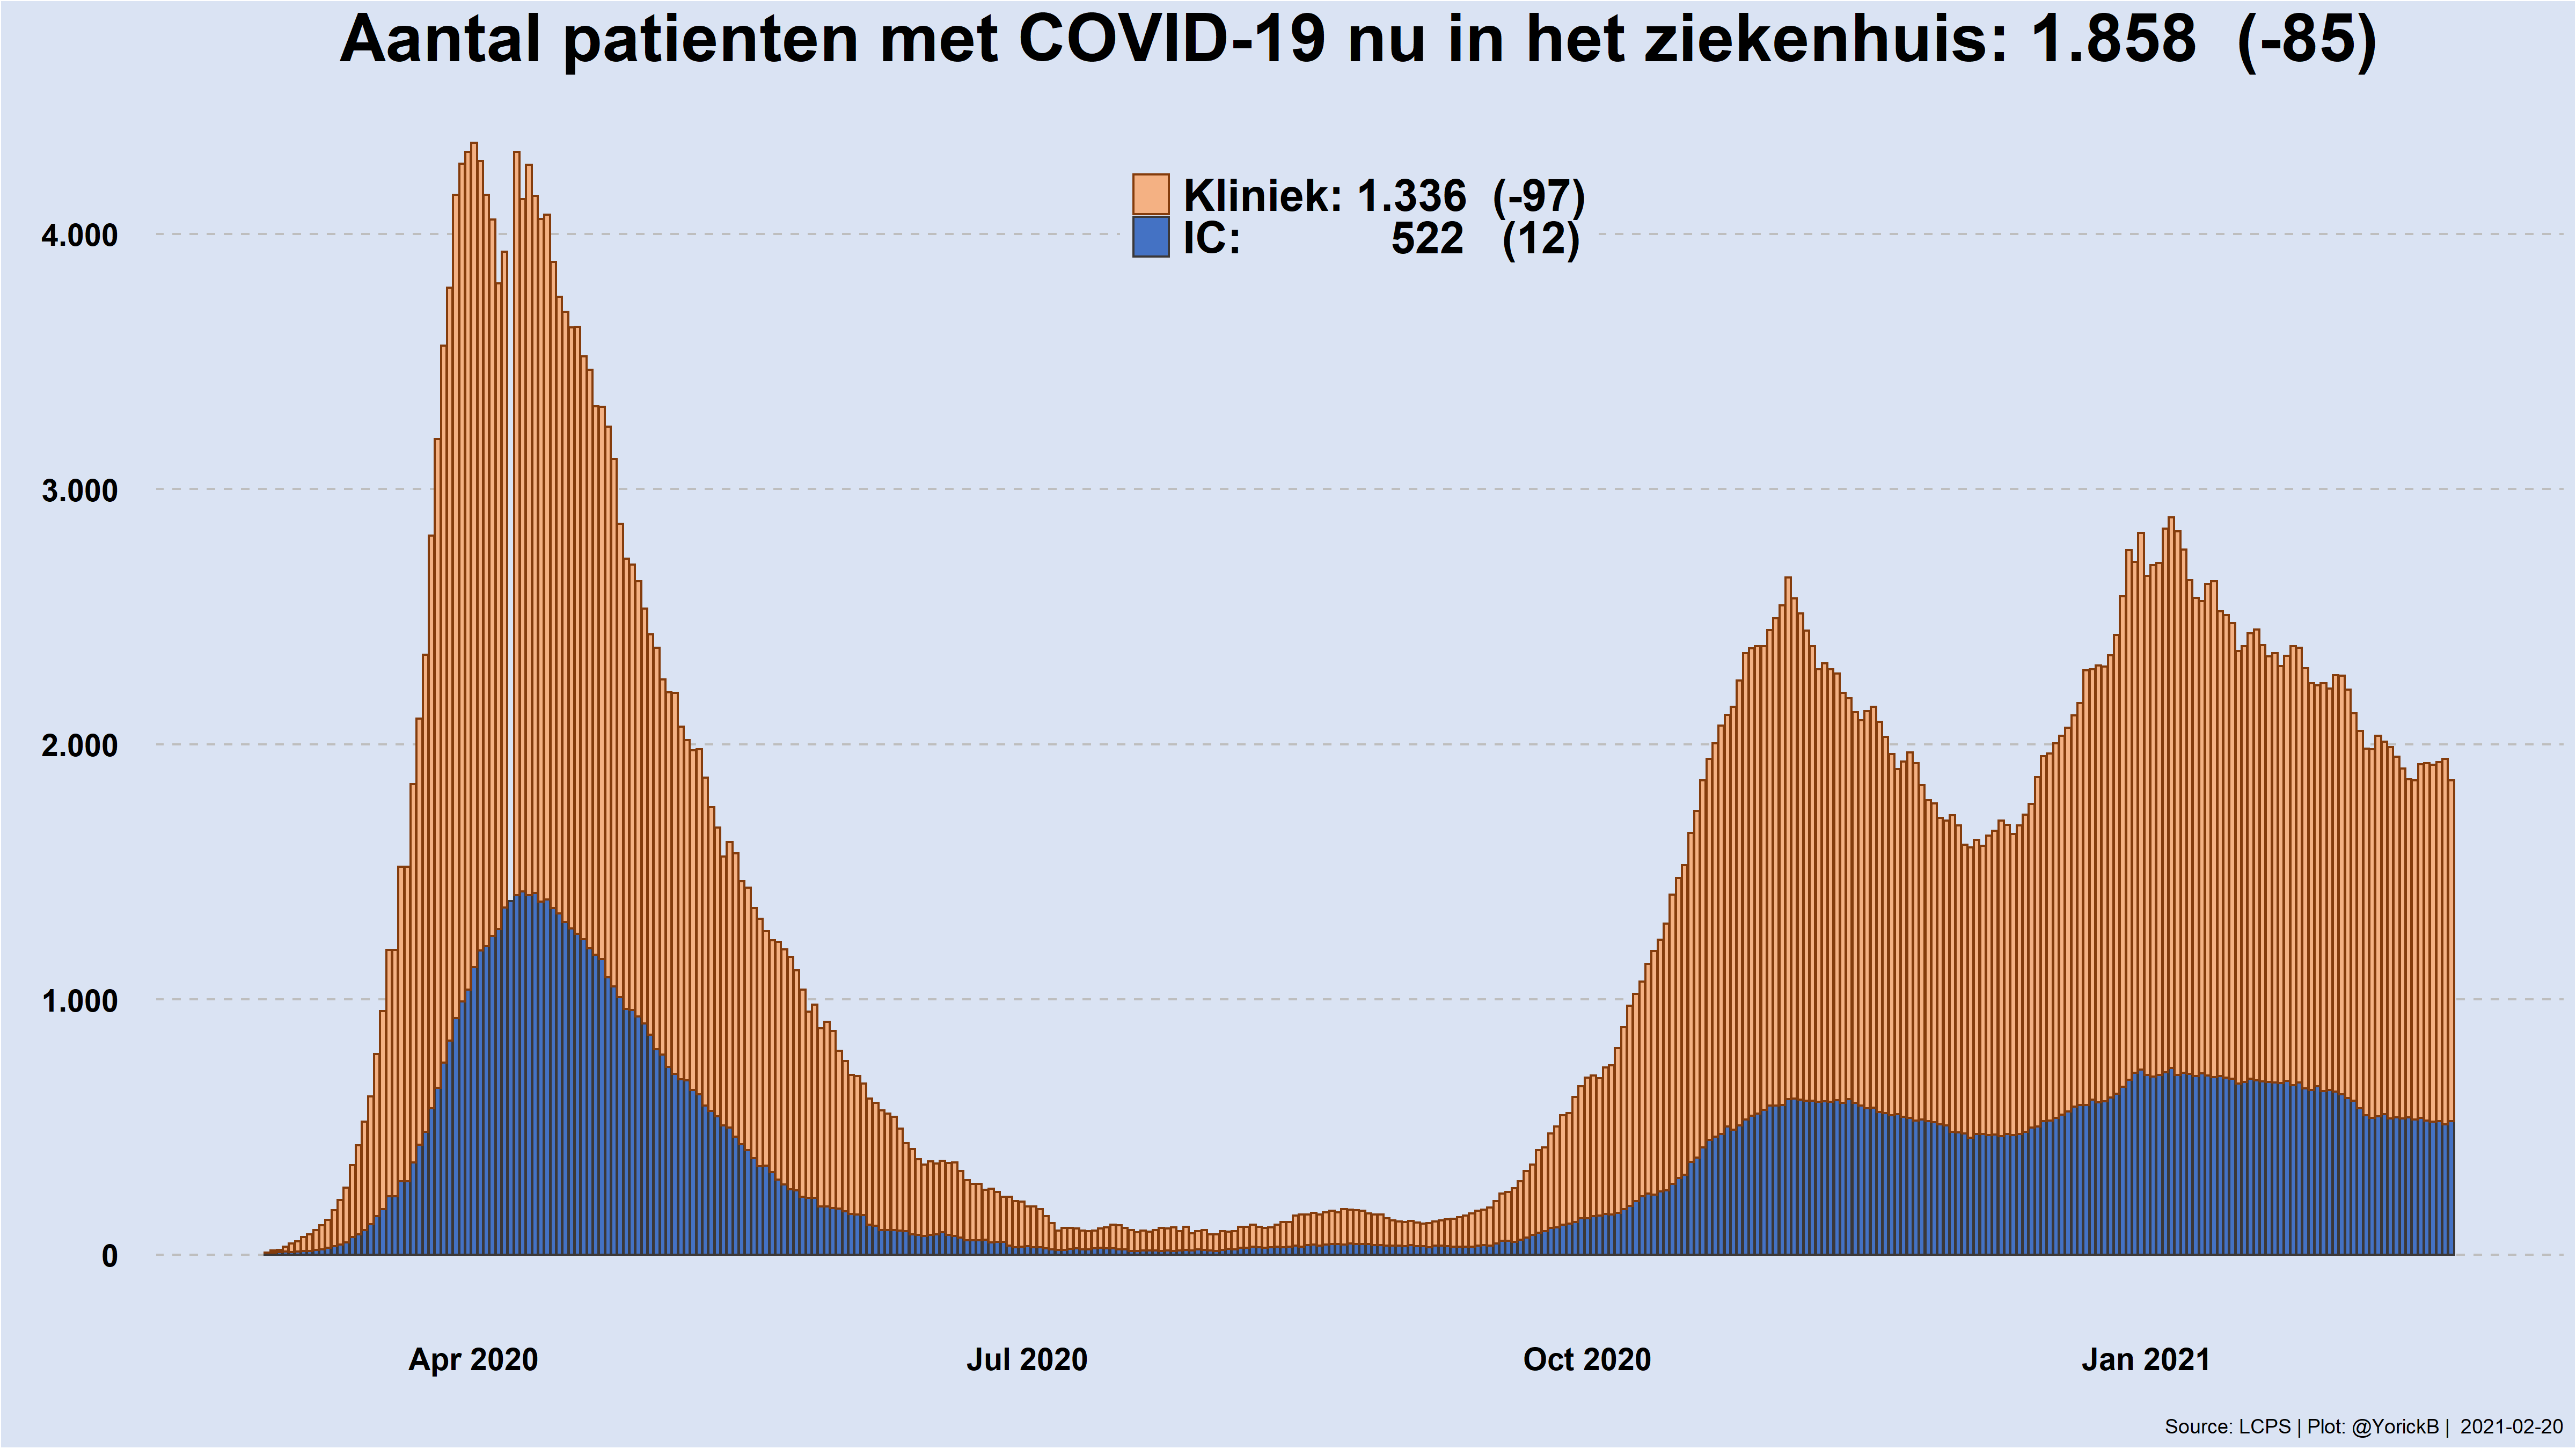 Aantal patienten met COVID-19 nu in het ziekenhuis: 1.858 (-85)
Kliniek: 1.336 (-97)
IC: 522 (12)
4.000
3.000
2.000
1.000
0
Apr 2020 Jul 2020 Oct 2020 Jan 2021
Source: LCPS | Plot: @YorickB | 2021-02-20